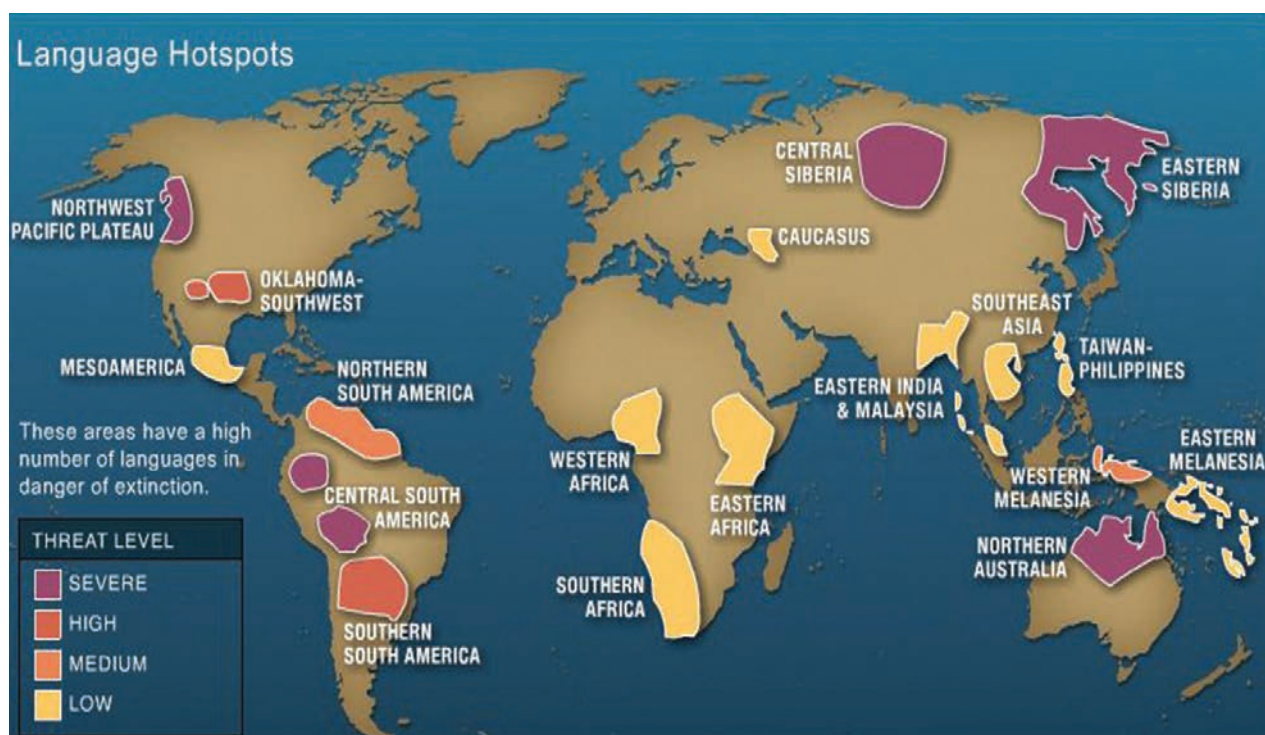 Language Hotspots
CENTRAL
SIBERIA
EASTERN
SIBERIA
NORTHWEST
PACIFIC PLATEAU
CAUCASUS
OKLAHOMA-
SOUTHWEST
SOUTHEAST
ASIA
MESOAMERICA
NORTHERN
SOUTH AMERICA
TAIWAN-
PHILIPPINES
EASTERN INDIA
& MALAYSIA
These areas have a high
number of languages in
danger of extinction.
WESTERN
AFRICA
EASTERN
AFRICA
WESTERN
MELANESIA
EASTERN
MELANESIA
CENTRAL SOUTH
AMERICA
NORTHERN
AUSTRALIA
SOUTHERN
AFRICA
SOUTHERN
SOUTH AMERICA
THREAT LEVEL
SEVERE
HIGH
MEDIUM
LOW